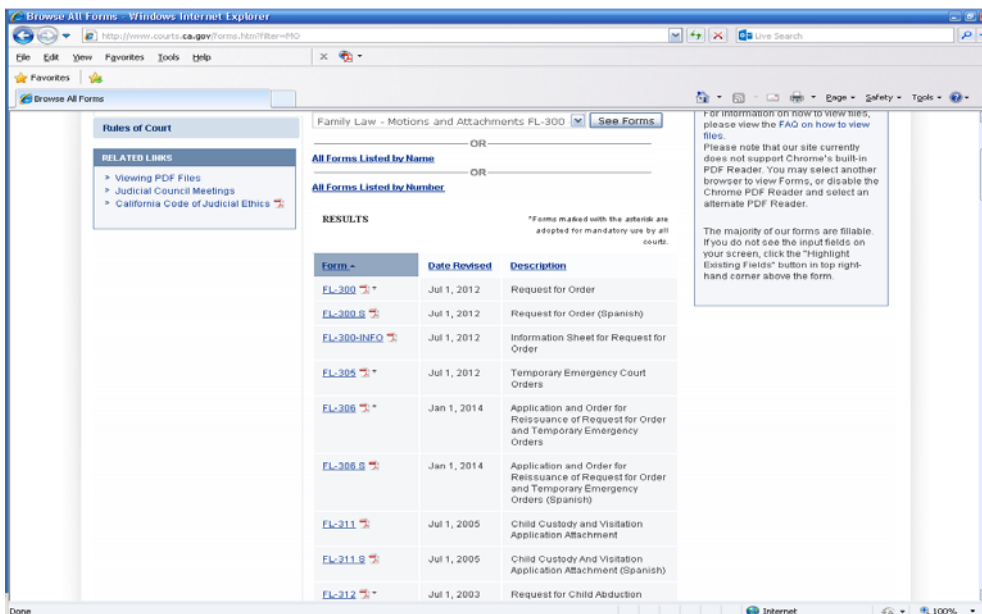 Browse All Forms - Windows Internet Explorer
http://www.courts.ca.gov/forms.htm?filter=MO
Live Search
File Edit View Favorites Tools Help
Favorites
Browse All Forms
Page Safety Tools
Rules of Court
RELATED LINKS
Viewing PDF Files
Judicial Council Meetings
California Code of Judicial Ethics
Family Law - Motions and Attachments FL-300 See Forms
OR
All Forms Listed by Name
OR
All Forms Listed by Number
RESULTS
*Forms marked with the asterisk are
adopted for mandatory use by all
courts.
Form Date Revised Description
FL-300 * Jul 1, 2012 Request for Order
FL-300 S Jul 1, 2012 Request for Order (Spanish)
FL-300-INFO Jul 1, 2012 Information Sheet for Request for
Order
FL-305 * Jul 1, 2012 Temporary Emergency Court
Orders
FL-306 * Jan 1, 2014 Application and Order for
Reissuance of Request for Order
and Temporary Emergency
Orders
FL-306 S Jan 1, 2014 Application and Order for
Reissuance of Request for Order
and Temporary Emergency
Orders (Spanish)
FL-311 Jul 1, 2005 Child Custody and Visitation
Application Attachment
FL-311 S Jul 1, 2005 Child Custody And Visitation
Application Attachment (Spanish)
FL-312 * Jul 1, 2003 Request for Child Abduction
For information on how to view files,
please view the FAQ on how to view
files.
Please note that our site currently
does not support Chrome's built-in
PDF Reader. You may select another
browser to view Forms, or disable the
Chrome PDF Reader and select an
alternate PDF Reader.
The majority of our forms are fillable.
If you do not see the input fields on
your screen, click the "Highlight
Existing Fields" button in top right-
hand corner above the form.
Done Internet 100%